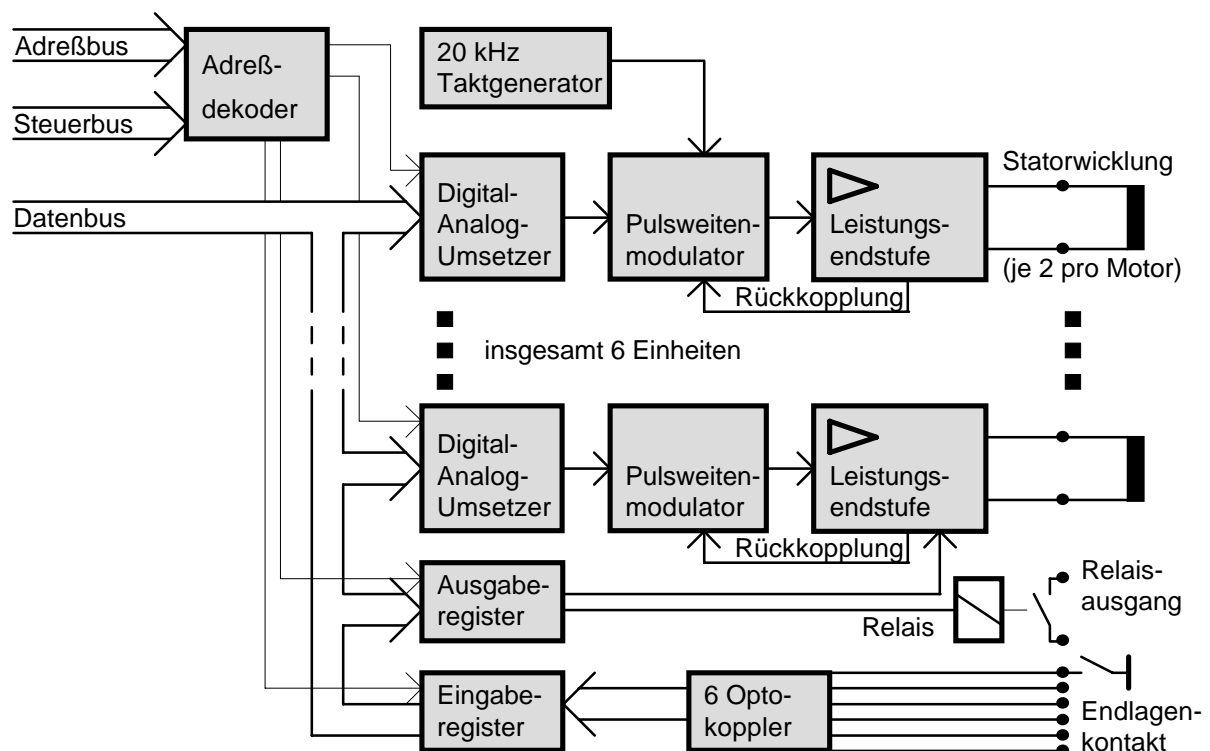 Adreßbus
Steuerbus
Datenbus
Adreß-
dekoder
20 kHz
Taktgenerator
Digital-
Analog-
Umsetzer
Pulsweiten-
modulator
Leistungs-
endstufe
Statorwicklung
(je 2 pro Motor)
Rückkopplung
insgesamt 6 Einheiten
Digital-
Analog-
Umsetzer
Pulsweiten-
modulator
Leistungs-
endstufe
Rückkopplung
Ausgabe-
register
Relais
Relais-
ausgang
Eingabe-
register
6 Opto-
koppler
Endlagen-
kontakt